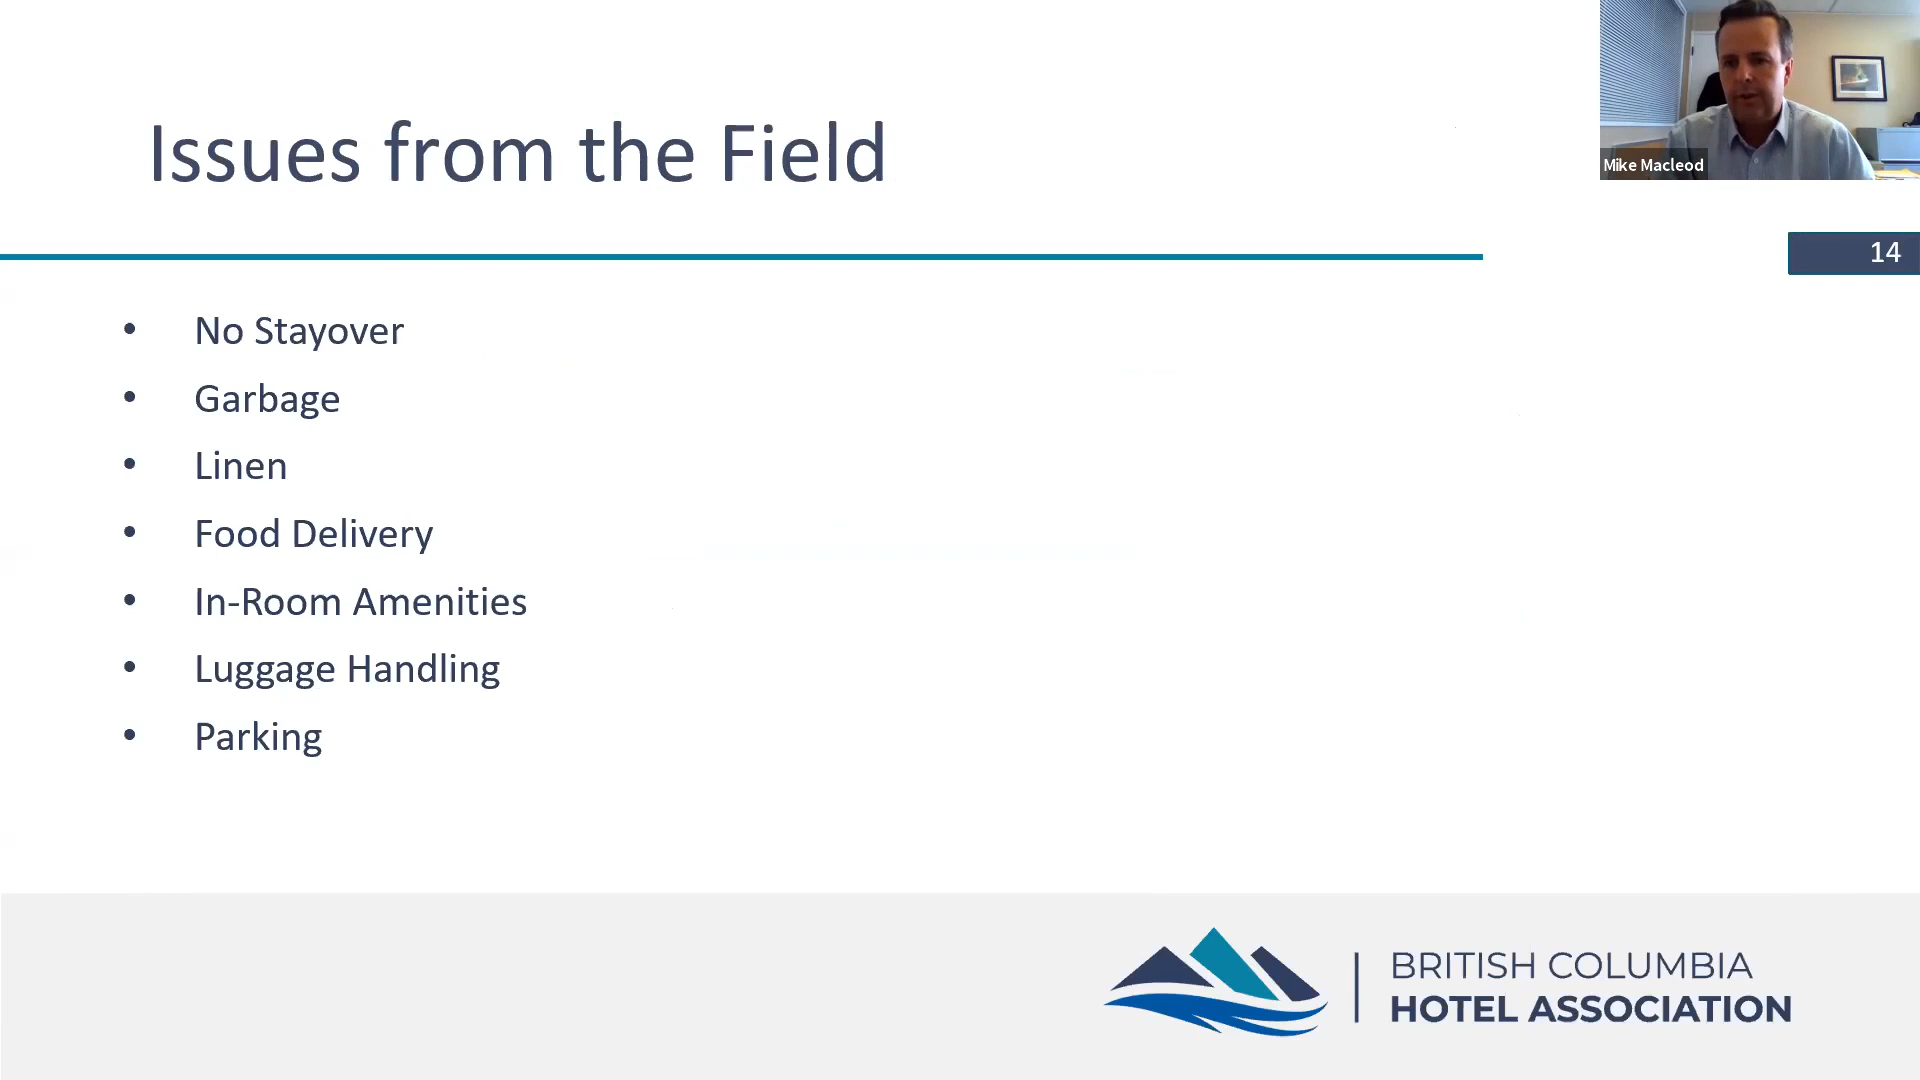 Issues from the Field
Mike Macleod
14
• No Stayover
• Garbage
• Linen
• Food Delivery
• In-Room Amenities
• Luggage Handling
• Parking
BRITISH COLUMBIA
HOTEL ASSOCIATION